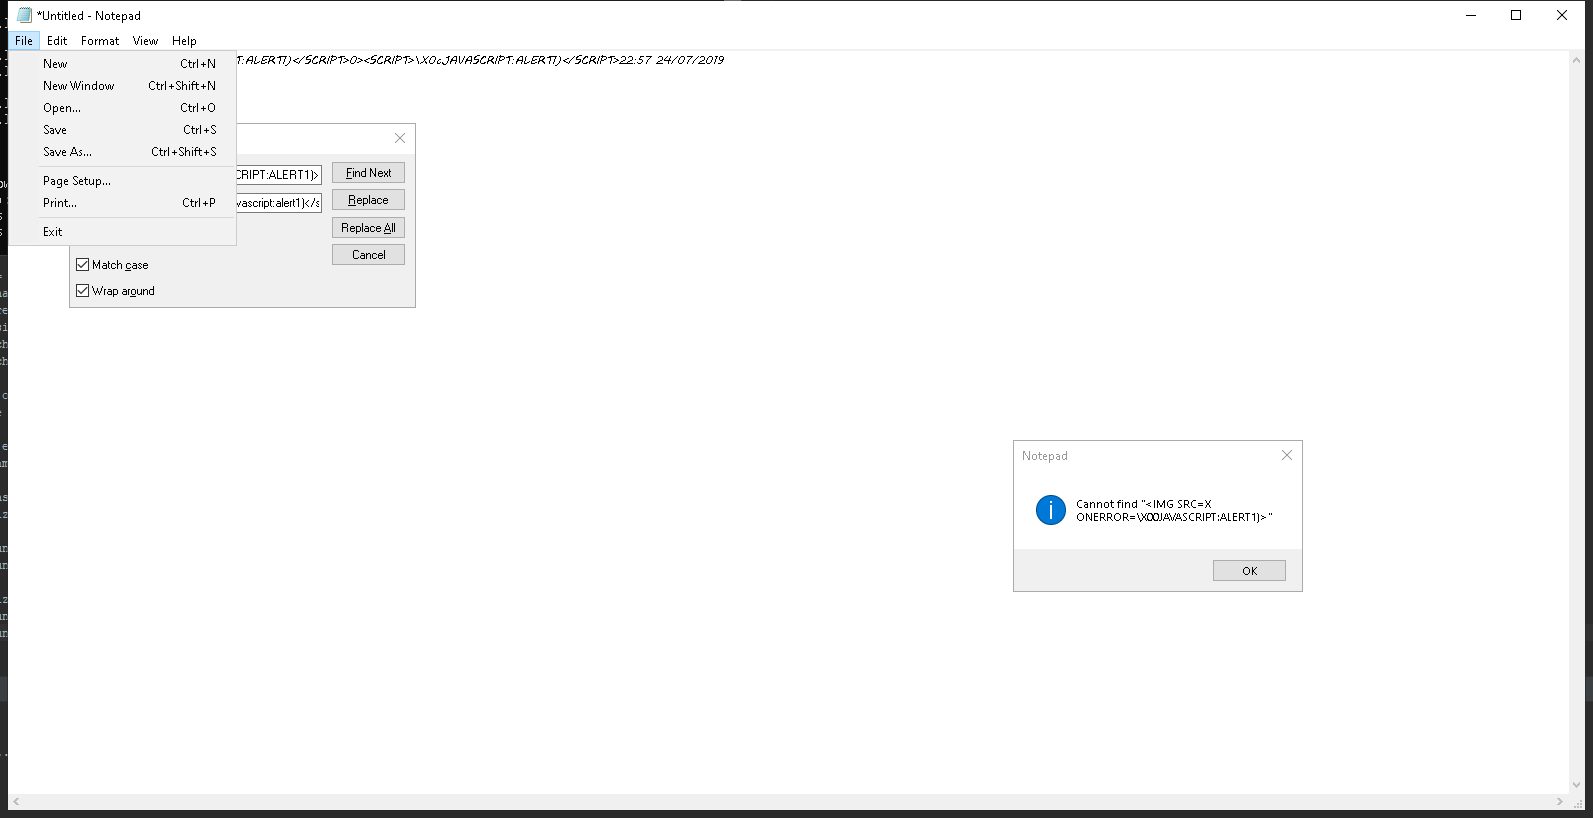 *Untitled - Notepad
File Edit Format View Help
T:ALERT1)</SCRIPT>0><SCRIPT>\X0cJAVASCRIPT:ALERT1)</SCRIPT>22:57 24/07/2019
New Ctrl+N
New Window Ctrl+Shift+N
Open... Ctrl+O
Save Ctrl+S
Save As... Ctrl+Shift+S
Page Setup...
Print... Ctrl+P
Exit
CRIPT:ALERT1)> Find Next
vascript:alert1)</s Replace
Replace All
Cancel
Match case
Wrap around
Notepad
Cannot find "<IMG SRC=X
ONERROR=\X00JAVASCRIPT:ALERT1)>"
OK